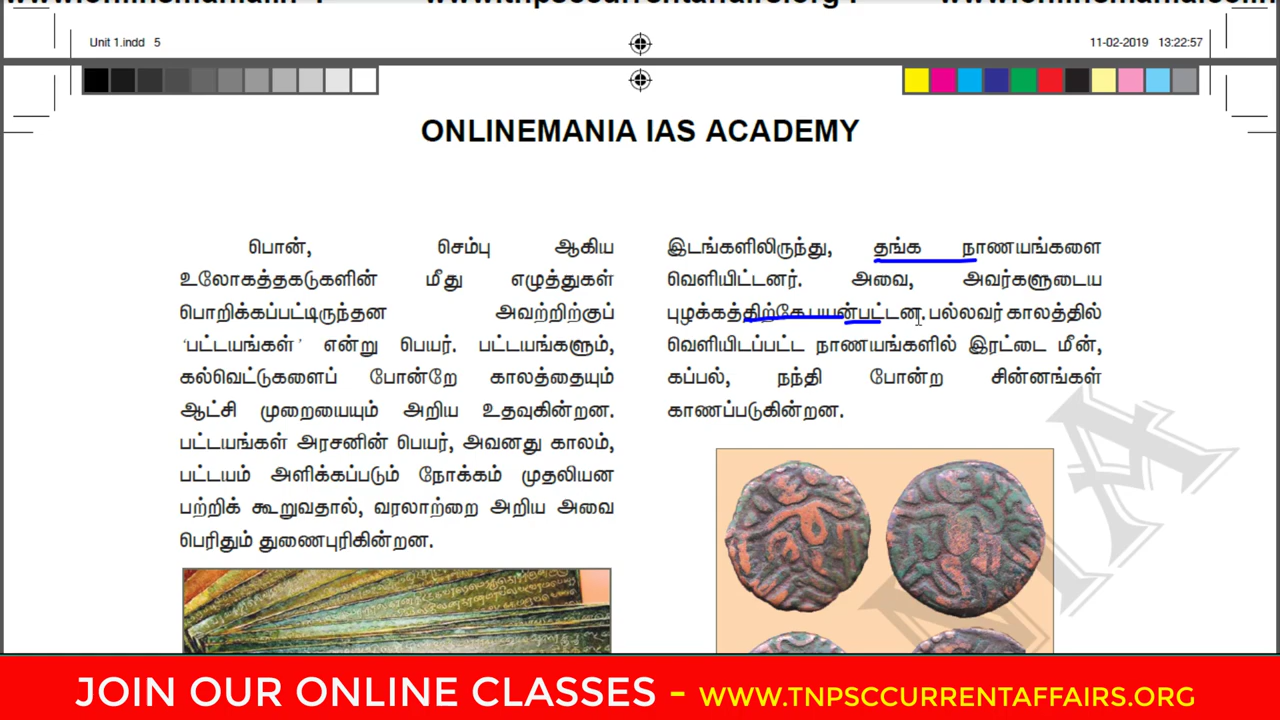 Unit 1.indd 5
11-02-2019 13:22:57
ONLINEMANIA IAS ACADEMY
பொன், செம்பு ஆகிய
உலோகத்தகடுகளின் மீது எழுத்துகள்
பொறிக்கப்பட்டிருந்தன அவற்றிற்குப்
‘பட்டயங்கள்’ என்று பெயர். பட்டயங்களும்,
கல்வெட்டுகளைப் போன்றே காலத்தையும்
ஆட்சி முறையையும் அறிய உதவுகின்றன.
பட்டயங்கள் அரசனின் பெயர், அவனது காலம்,
பட்டயம் அளிக்கப்படும் நோக்கம் முதலியன
பற்றிக் கூறுவதால், வரலாற்றை அறிய அவை
பெரிதும் துணைபுரிகின்றன.
இடங்களிலிருந்து, தங்க நாணயங்களை
வெளியிட்டனர். அவை, அவர்களுடைய
புழக்கத்திற்கே பயன்பட்டன. பல்லவர் காலத்தில்
வெளியிடப்பட்ட நாணயங்களில் இரட்டை மீன்,
கப்பல், நந்தி போன்ற சின்னங்கள்
காணப்படுகின்றன.
JOIN OUR ONLINE CLASSES - WWW.TNPSCCURRENTAFFAIRS.ORG